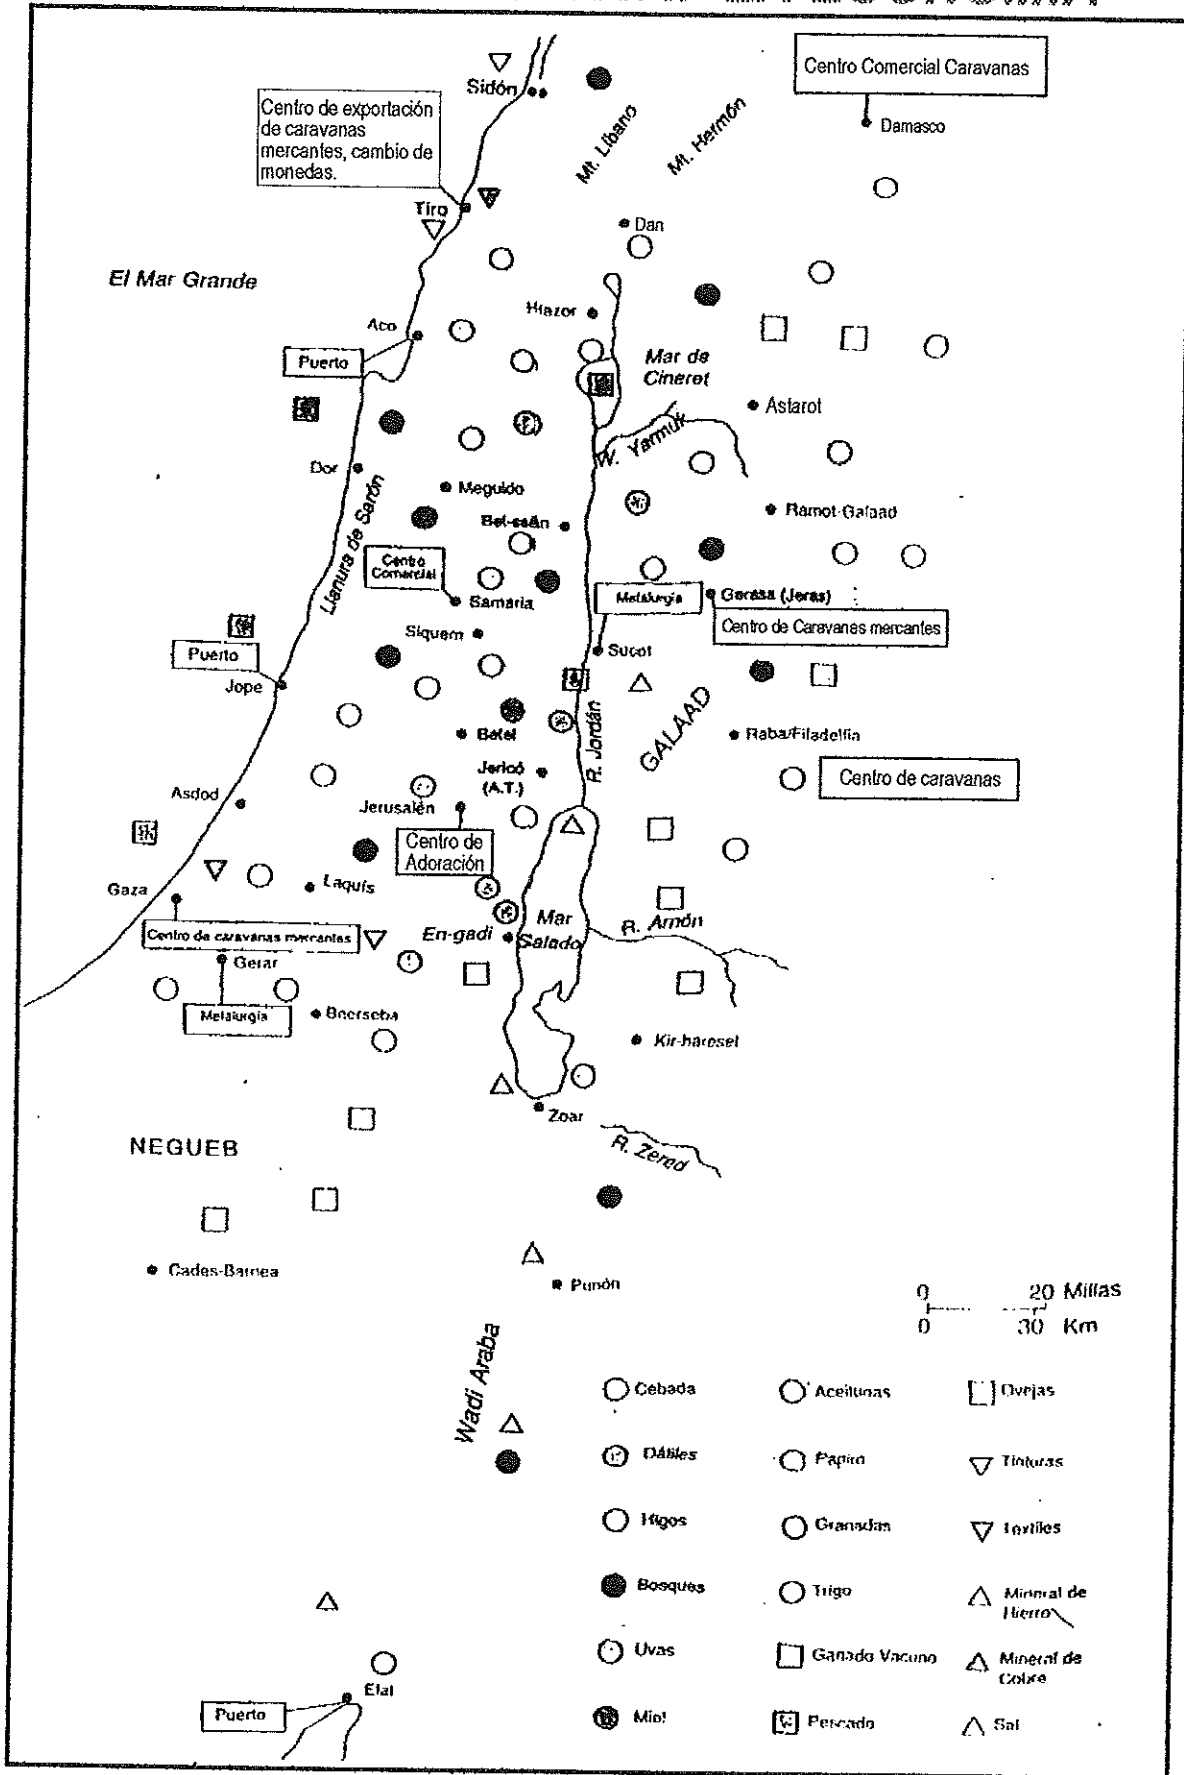 Centro Comercial Caravanas
Sidón
Centro de exportación
de caravanas
mercantes, cambio de
monedas.
Mt. Líbano
Mt. Hermón
Damasco
Tiro
Dan
El Mar Grande
Hazor
Aco
Puerto
Mar de
Cineret
Astarot
W. Yarmuk
Dor
Meguido
Ramot-Galaad
Bet-seán
Llanura de Sarón
Centro
Comercial
Samaria
Metalurgia
Gerasa (Jeras)
Centro de Caravanas mercantes
Siquem
Sucot
Puerto
Jope
GALAAD
R. Jordán
Betel
Raba/Filadelfia
Jericó
(A.T.)
Centro de caravanas
Asdod
Jerusalén
Centro de
Adoración
Laquis
Gaza
Mar
Salado
R. Arnón
En-gadi
Centro de caravanas mercantes
Gerar
Metalurgia
Beerseba
Kir-hareset
Zoar
NEGUEB
R. Zered
Cades-Barnea
Punón
0 20 Millas
0 30 Km
Wadi Araba
Cebada
Aceitunas
Ovejas
Dátiles
Papiro
Tinturas
Higos
Granadas
Textiles
Bosques
Trigo
Mineral de
Hierro
Uvas
Ganado Vacuno
Mineral de
Cobre
Miel
Pescado
Sal
Elat
Puerto